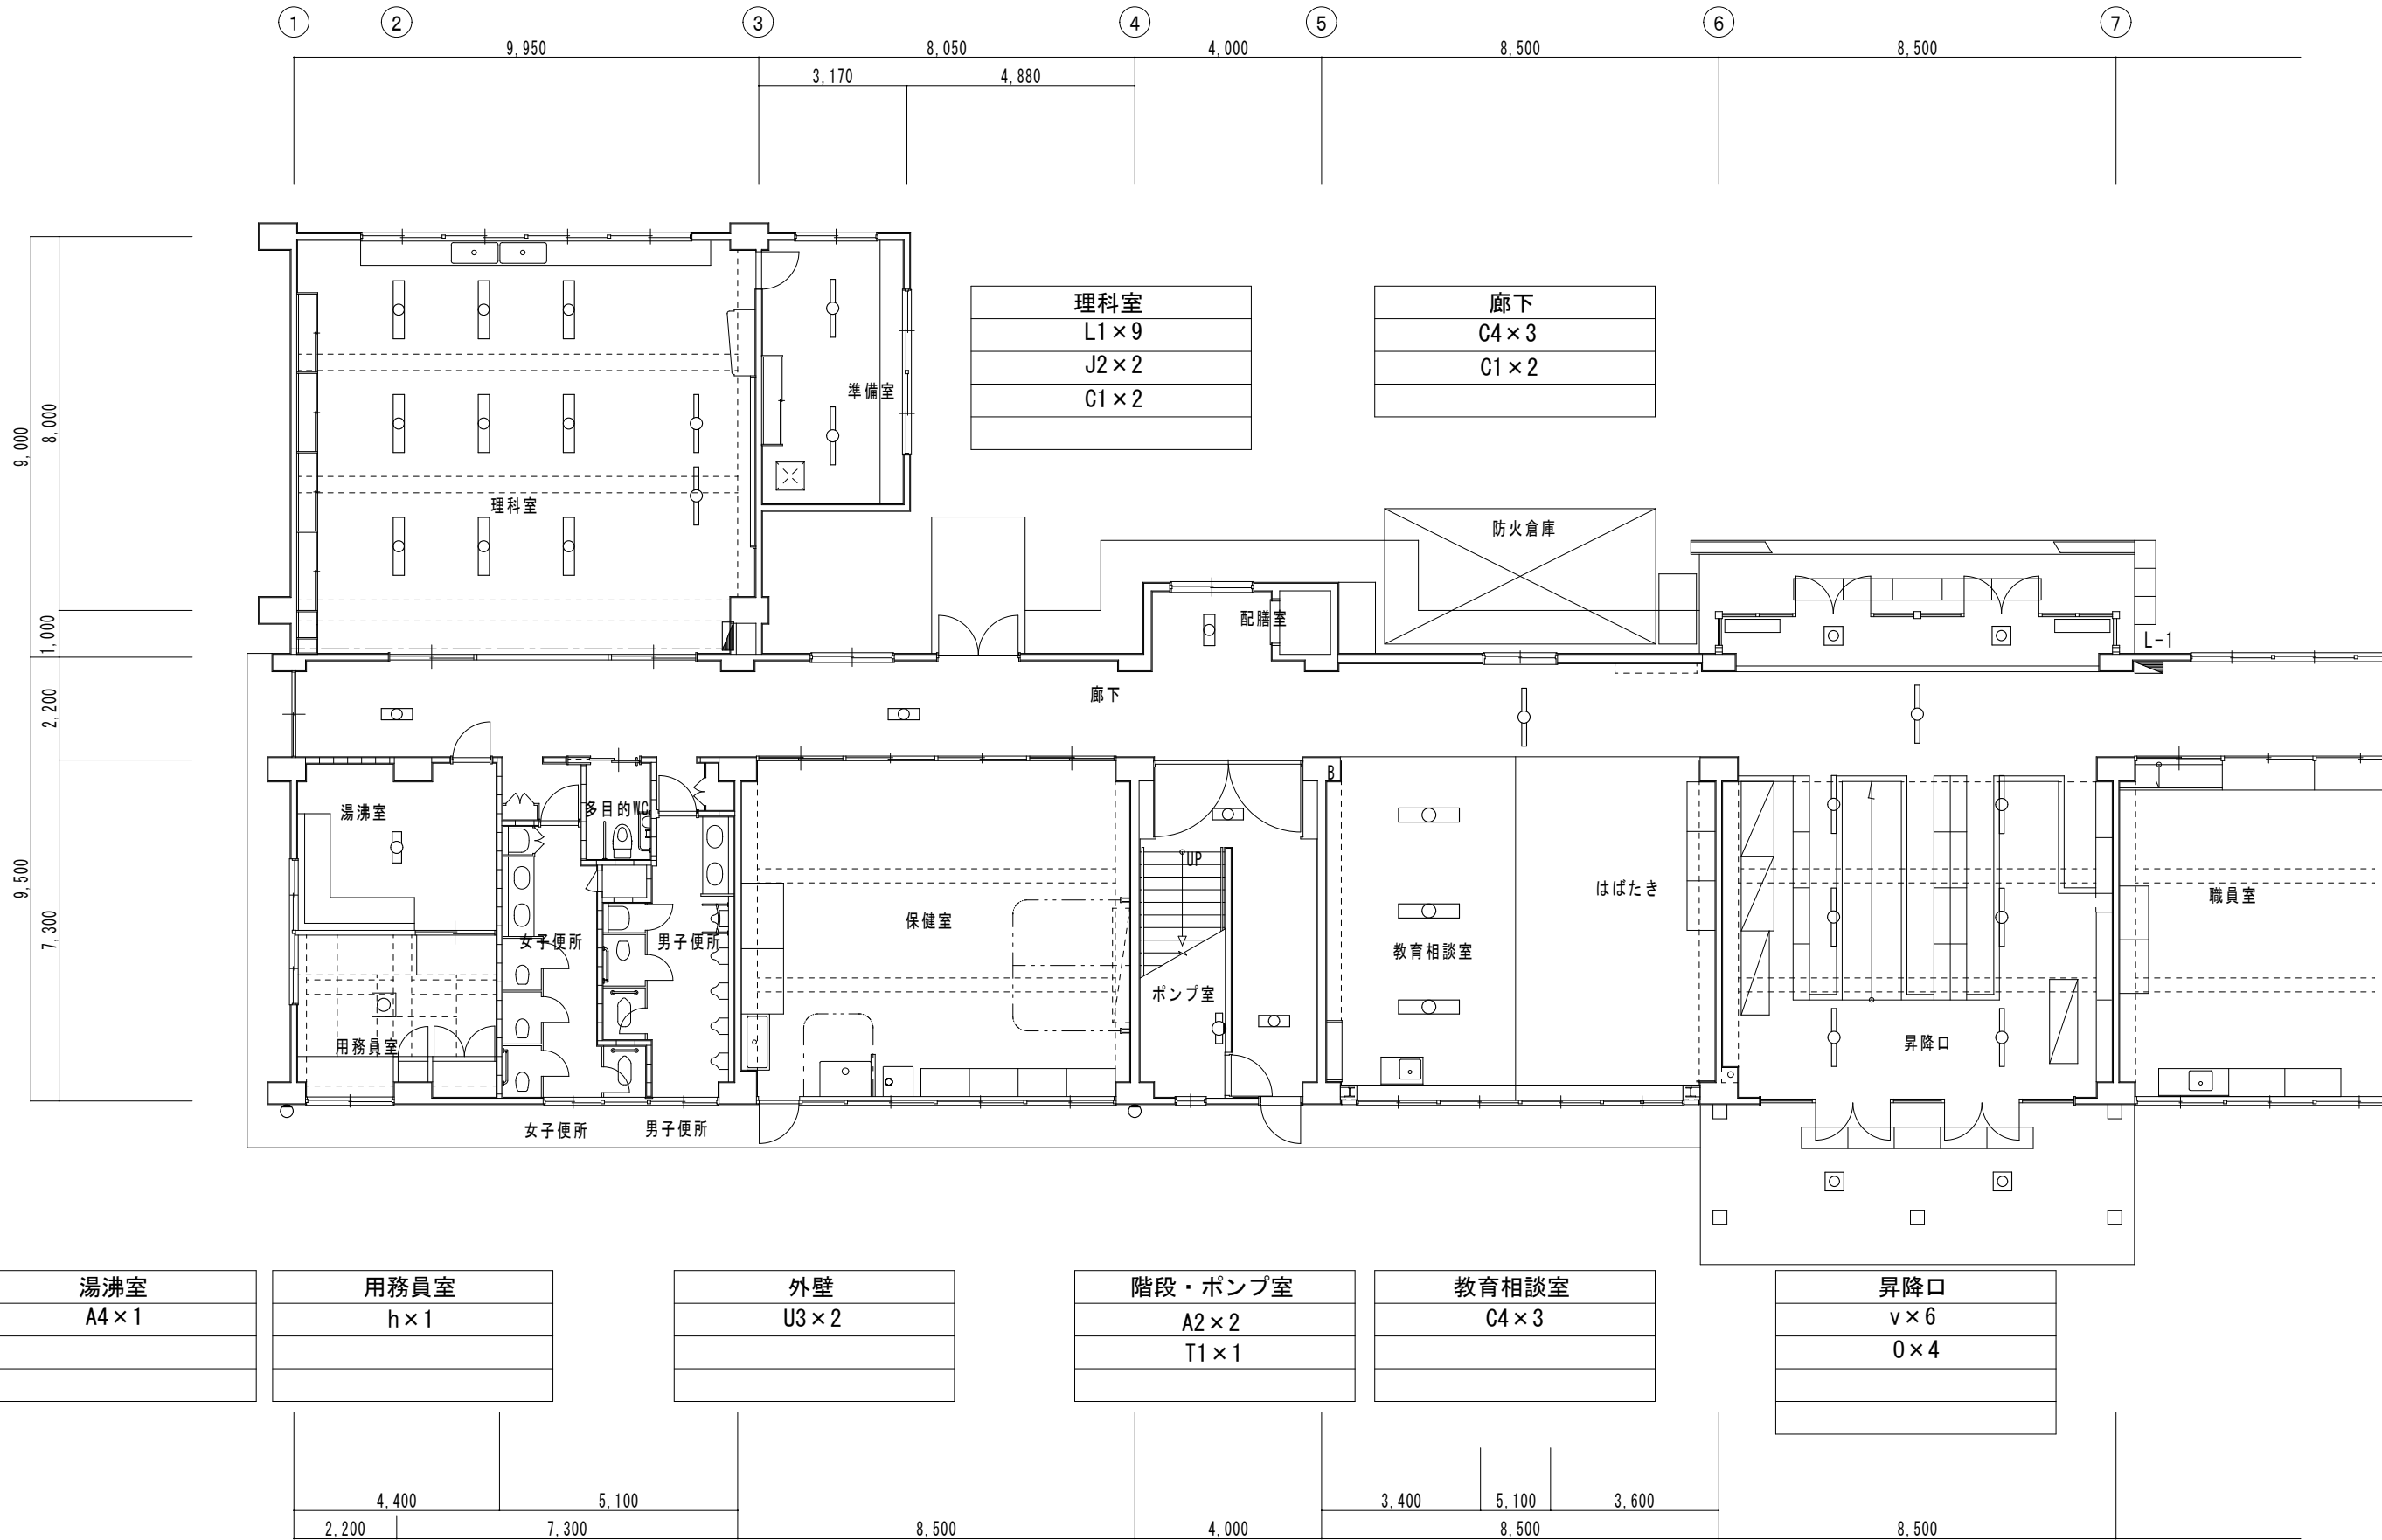 1 2 3 4 5 6 7
9,950 8,050 4,000 8,500 8,500
3,170 4,880
理科室
L1×9
J2×2
C1×2
廊下
C4×3
C1×2
9,000
8,000
1,000
準備室
理科室
防火倉庫
配膳室
L-1
2,200
廊下
9,500
7,300
B
湯沸室
多目的WC
UP
はばたき
職員室
保健室
女子便所
男子便所
教育相談室
ポンプ室
用務員室
昇降口
女子便所
男子便所
湯沸室
A4×1
用務員室
h×1
外壁
U3×2
階段・ポンプ室
A2×2
T1×1
教育相談室
C4×3
昇降口
v×6
O×4
4,400 5,100 3,400 5,100 3,600
2,200 7,300 8,500 4,000 8,500 8,500